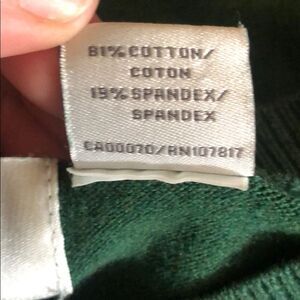 81% COTTON/
COTON
19% SPANDEX/
SPANDEX
CA00070/RN107817